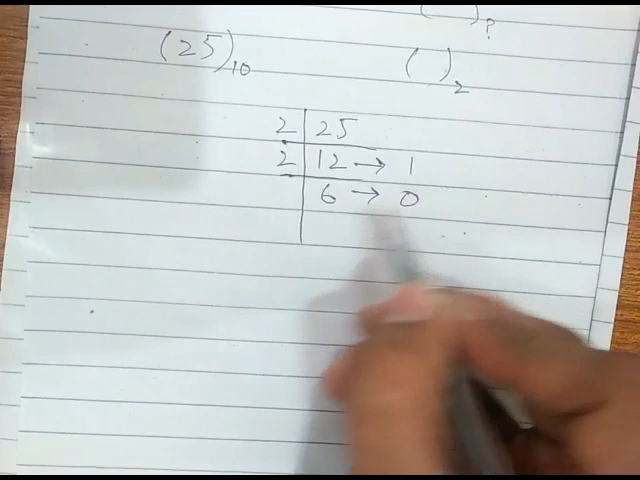 ( )?
(25)10 ( )2
2 | 25
2 | 12 → 1
6 → 0